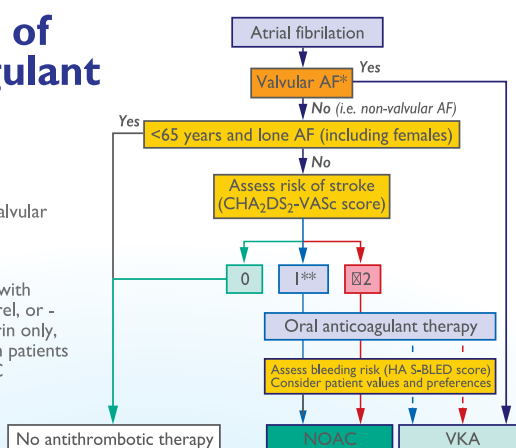 of
gulant
Atrial fibrilation
Valvular AF*
Yes
No (i.e. non-valvular AF)
Yes
<65 years and lone AF (including females)
No
Assess risk of stroke
(CHA₂DS₂-VASc score)
alvular
0
1**
2
with
rel, or -
rin only,
n patients
C
Oral anticoagulant therapy
Assess bleeding risk (HA S-BLED score)
Consider patient values and preferences
No antithrombotic therapy
NOAC
VKA